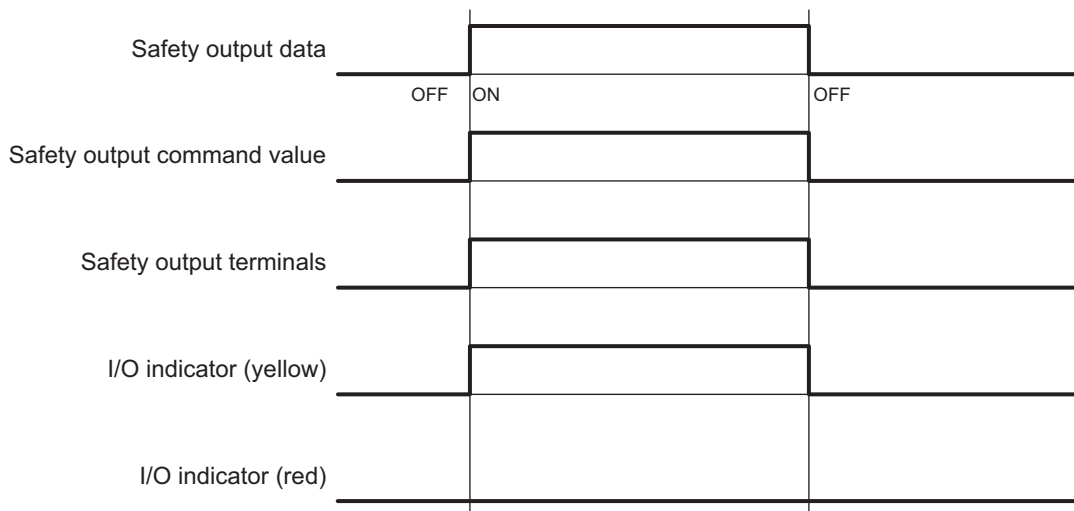 Safety output data
OFF ON OFF
Safety output command value
Safety output terminals
I/O indicator (yellow)
I/O indicator (red)